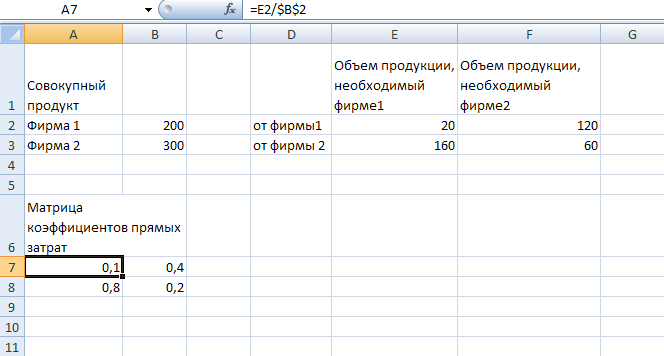 A7 fx =E2/$B$2
A B C D E F G
1 Совокупный продукт Объем продукции, необходимый фирме1 Объем продукции, необходимый фирме2
2 Фирма 1 200 от фирмы1 20 120
3 Фирма 2 300 от фирмы 2 160 60
4
5
6 Матрица коэффициентов прямых затрат
7 0,1 0,4
8 0,8 0,2
9
10
11